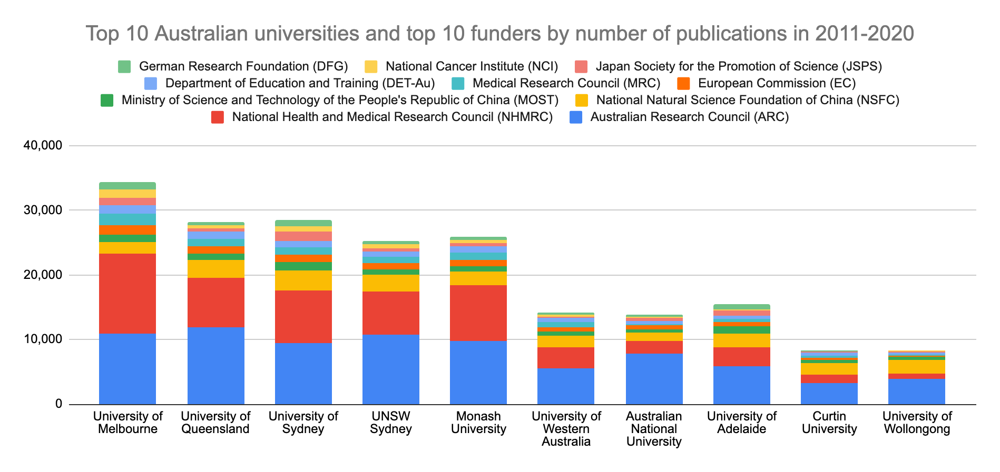 Top 10 Australian universities and top 10 funders by number of publications in 2011-2020
German Research Foundation (DFG) National Cancer Institute (NCI) Japan Society for the Promotion of Science (JSPS)
Department of Education and Training (DET-Au) Medical Research Council (MRC) European Commission (EC)
Ministry of Science and Technology of the People's Republic of China (MOST) National Natural Science Foundation of China (NSFC)
National Health and Medical Research Council (NHMRC) Australian Research Council (ARC)
40,000
30,000
20,000
10,000
0
University of
Melbourne
University of
Queensland
University of
Sydney
UNSW
Sydney
Monash
University
University of
Western
Australia
Australian
National
University
University of
Adelaide
Curtin
University
University of
Wollongong